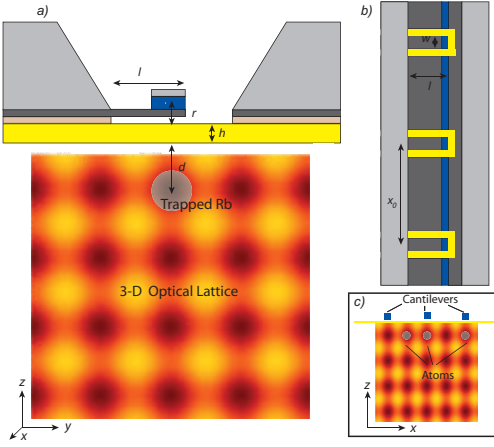 a)
l
r
h
d
Trapped Rb
3-D Optical Lattice
z
y
x
b)
w
l
x₀
c)
Cantilevers
Atoms
z
x